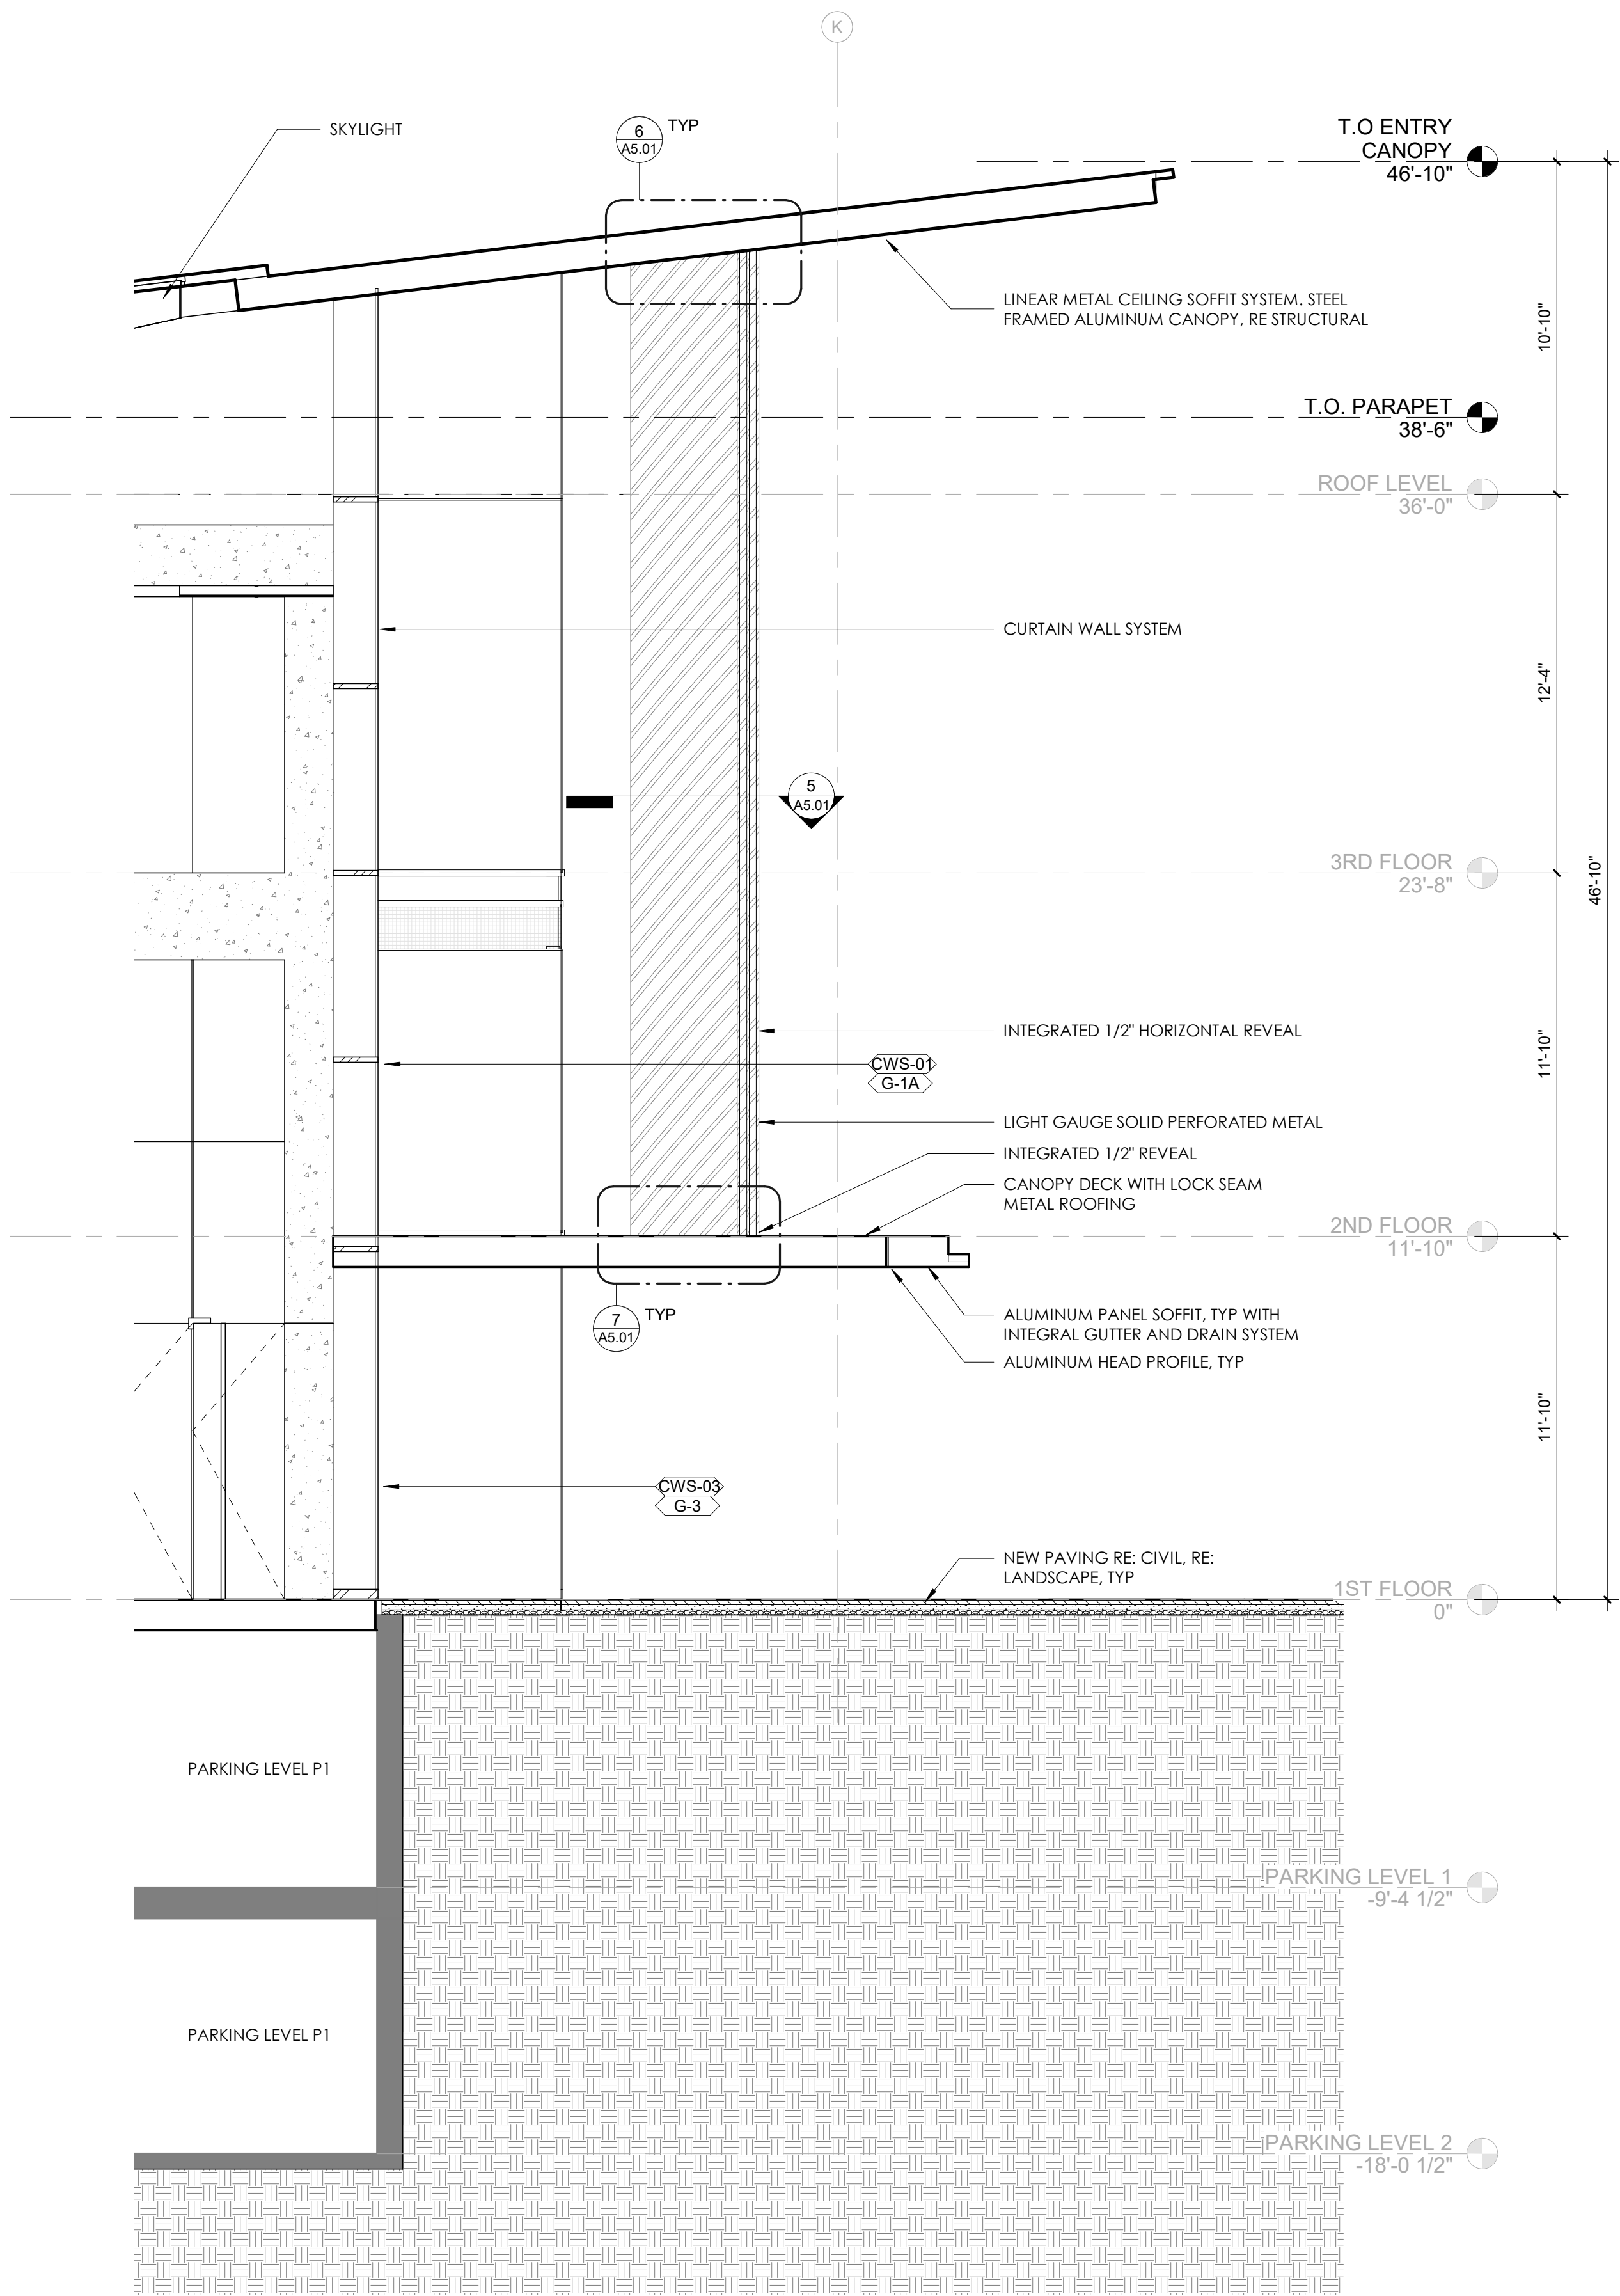 K
SKYLIGHT
6
A5.01
TYP
T.O ENTRY
CANOPY
46'-10"
LINEAR METAL CEILING SOFFIT SYSTEM. STEEL
FRAMED ALUMINUM CANOPY, RE STRUCTURAL
10'-10"
T.O. PARAPET
38'-6"
ROOF LEVEL
36'-0"
CURTAIN WALL SYSTEM
12'-4"
5
A5.01
3RD FLOOR
23'-8"
46'-10"
INTEGRATED 1/2" HORIZONTAL REVEAL
11'-10"
CWS-01
G-1A
LIGHT GAUGE SOLID PERFORATED METAL
INTEGRATED 1/2" REVEAL
CANOPY DECK WITH LOCK SEAM
METAL ROOFING
2ND FLOOR
11'-10"
7
A5.01
TYP
ALUMINUM PANEL SOFFIT, TYP WITH
INTEGRAL GUTTER AND DRAIN SYSTEM
ALUMINUM HEAD PROFILE, TYP
11'-10"
CWS-03
G-3
NEW PAVING RE: CIVIL, RE:
LANDSCAPE, TYP
1ST FLOOR
0"
PARKING LEVEL P1
PARKING LEVEL 1
-9'-4 1/2"
PARKING LEVEL P1
PARKING LEVEL 2
-18'-0 1/2"